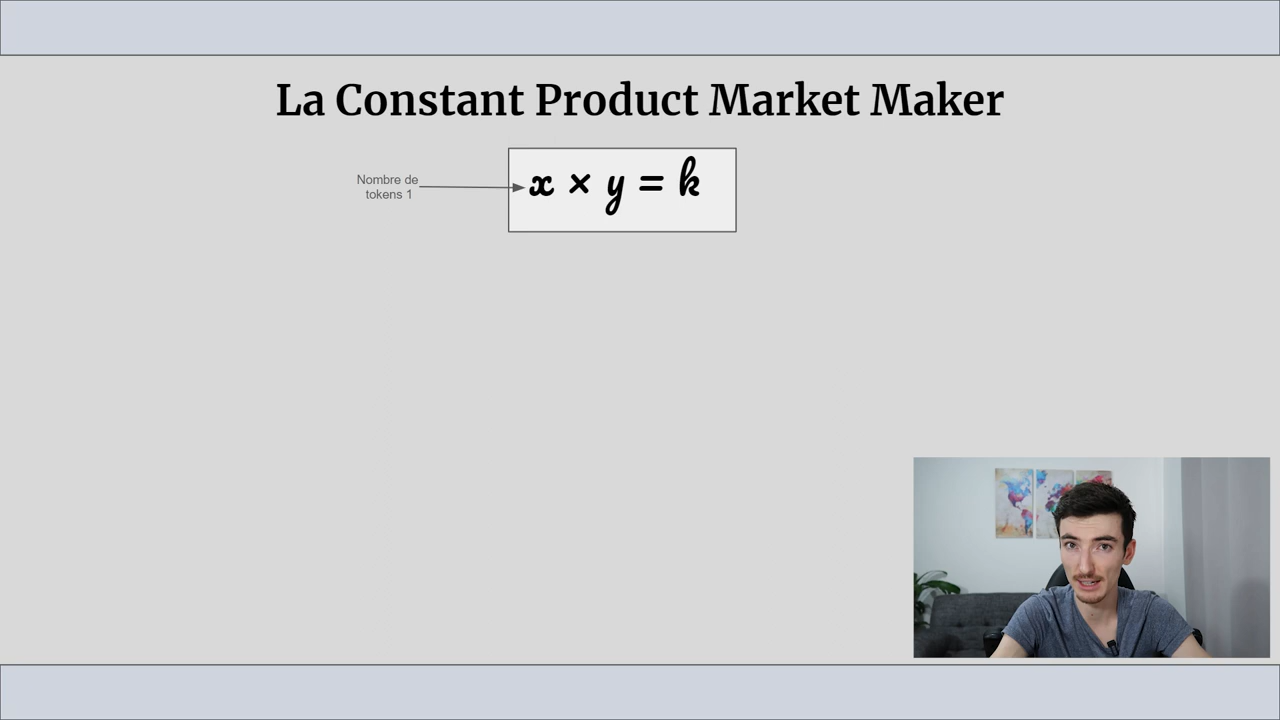 La Constant Product Market Maker
Nombre de
tokens 1
x × y = k